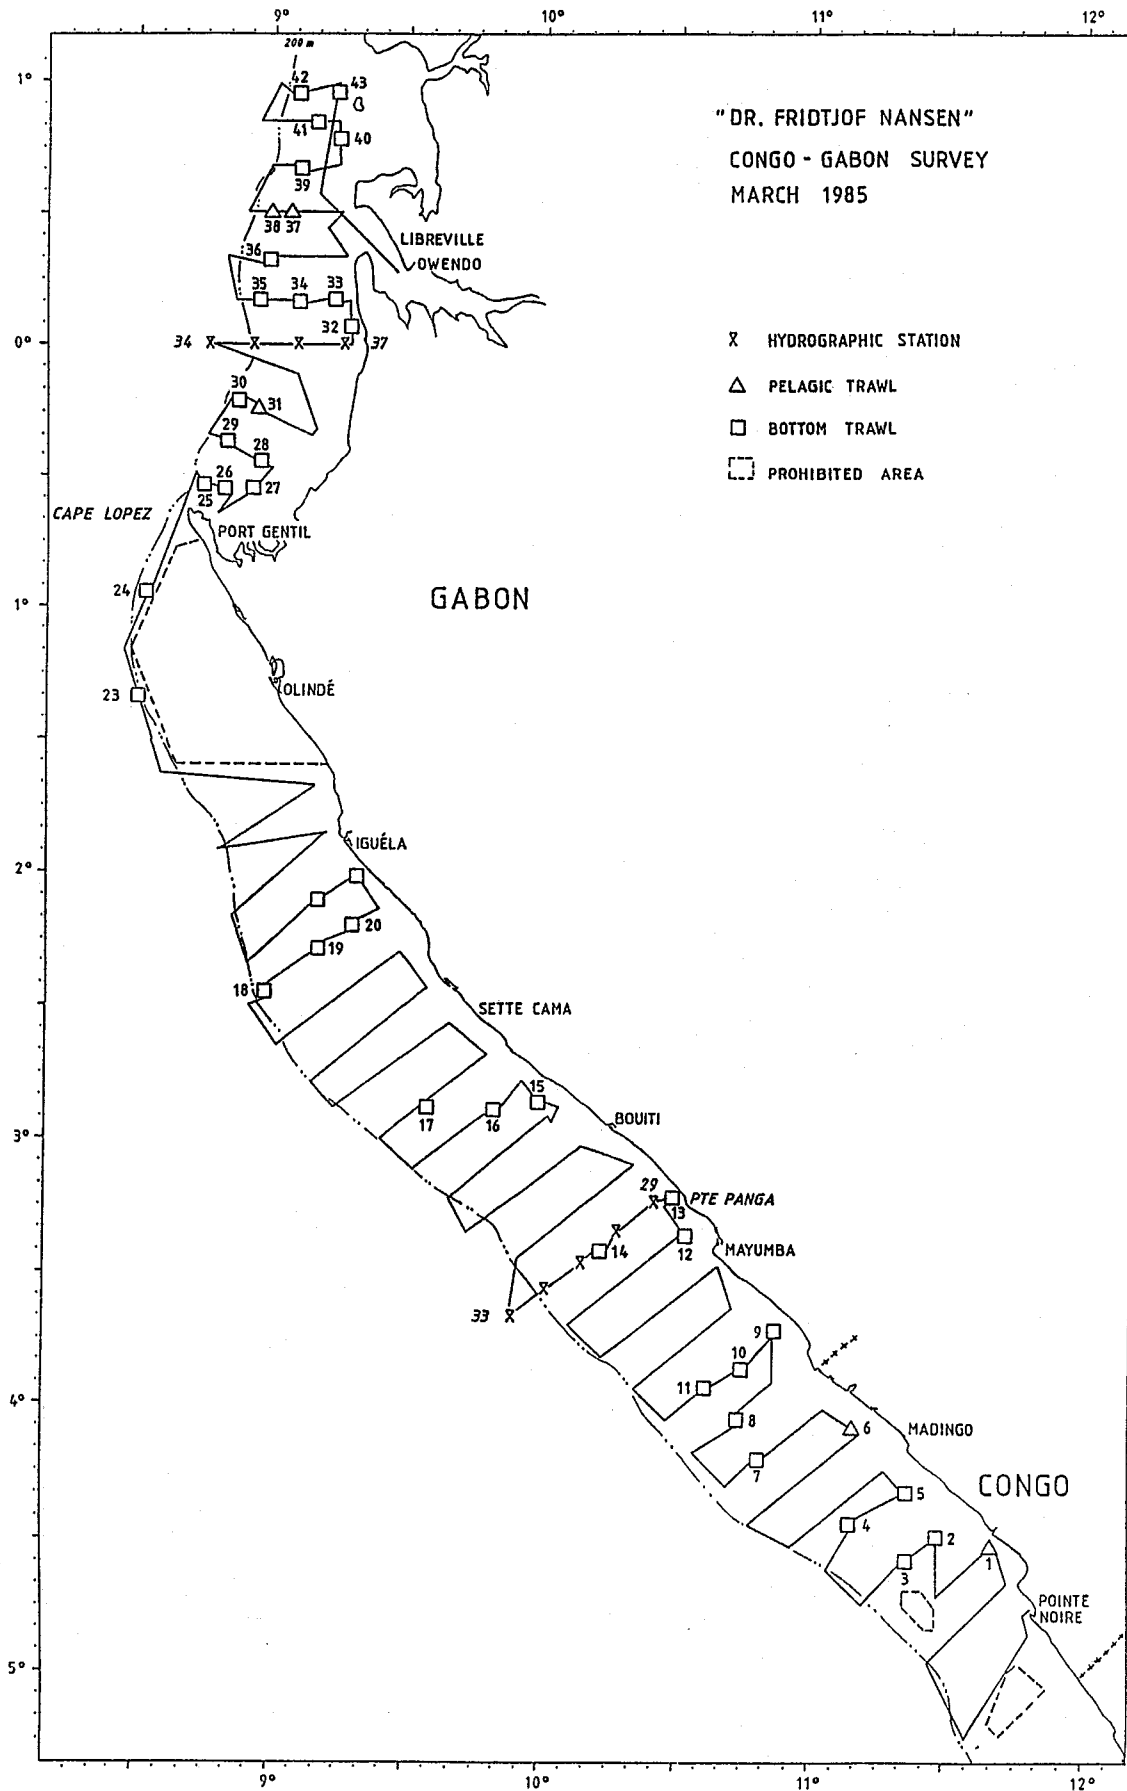 9° 10° 11° 12°
200 m
1°
42 43
41 40
39
38 37
36
35 34 33
32
0° 34 37
"DR. FRIDTJOF NANSEN"
CONGO - GABON SURVEY
MARCH 1985
LIBREVILLE
OWENDO
HYDROGRAPHIC STATION
PELAGIC TRAWL
BOTTOM TRAWL
PROHIBITED AREA
30
31
29
28
26
25 27
CAPE LOPEZ
PORT GENTIL
24
1°
GABON
23
OLINDÉ
IGUÉLA
2°
20
19
18
SETTE CAMA
15
17 16
3°
BOUITI
29
PTE PANGA
13
12
14
MAYUMBA
33
9
10
11
4°
8
6
7
MADINGO
CONGO
5
4
2
3
1
POINTE
NOIRE
5°
9° 10° 11° 12°